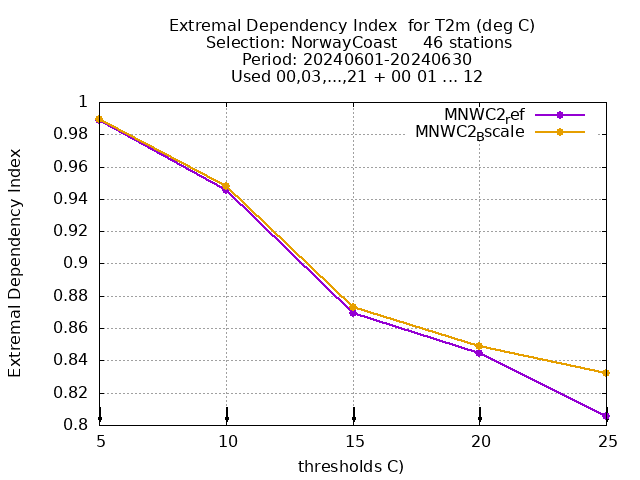 Extremal Dependency Index  for T2m (deg C)
Selection: NorwayCoast     46 stations
Period: 20240601-20240630
Used 00,03,...,21 + 00 01 ... 12
MNWC2ref
MNWC2Bscale
Extremal Dependency Index
1
0.98
0.96
0.94
0.92
0.9
0.88
0.86
0.84
0.82
0.8
5 10 15 20 25
thresholds C)